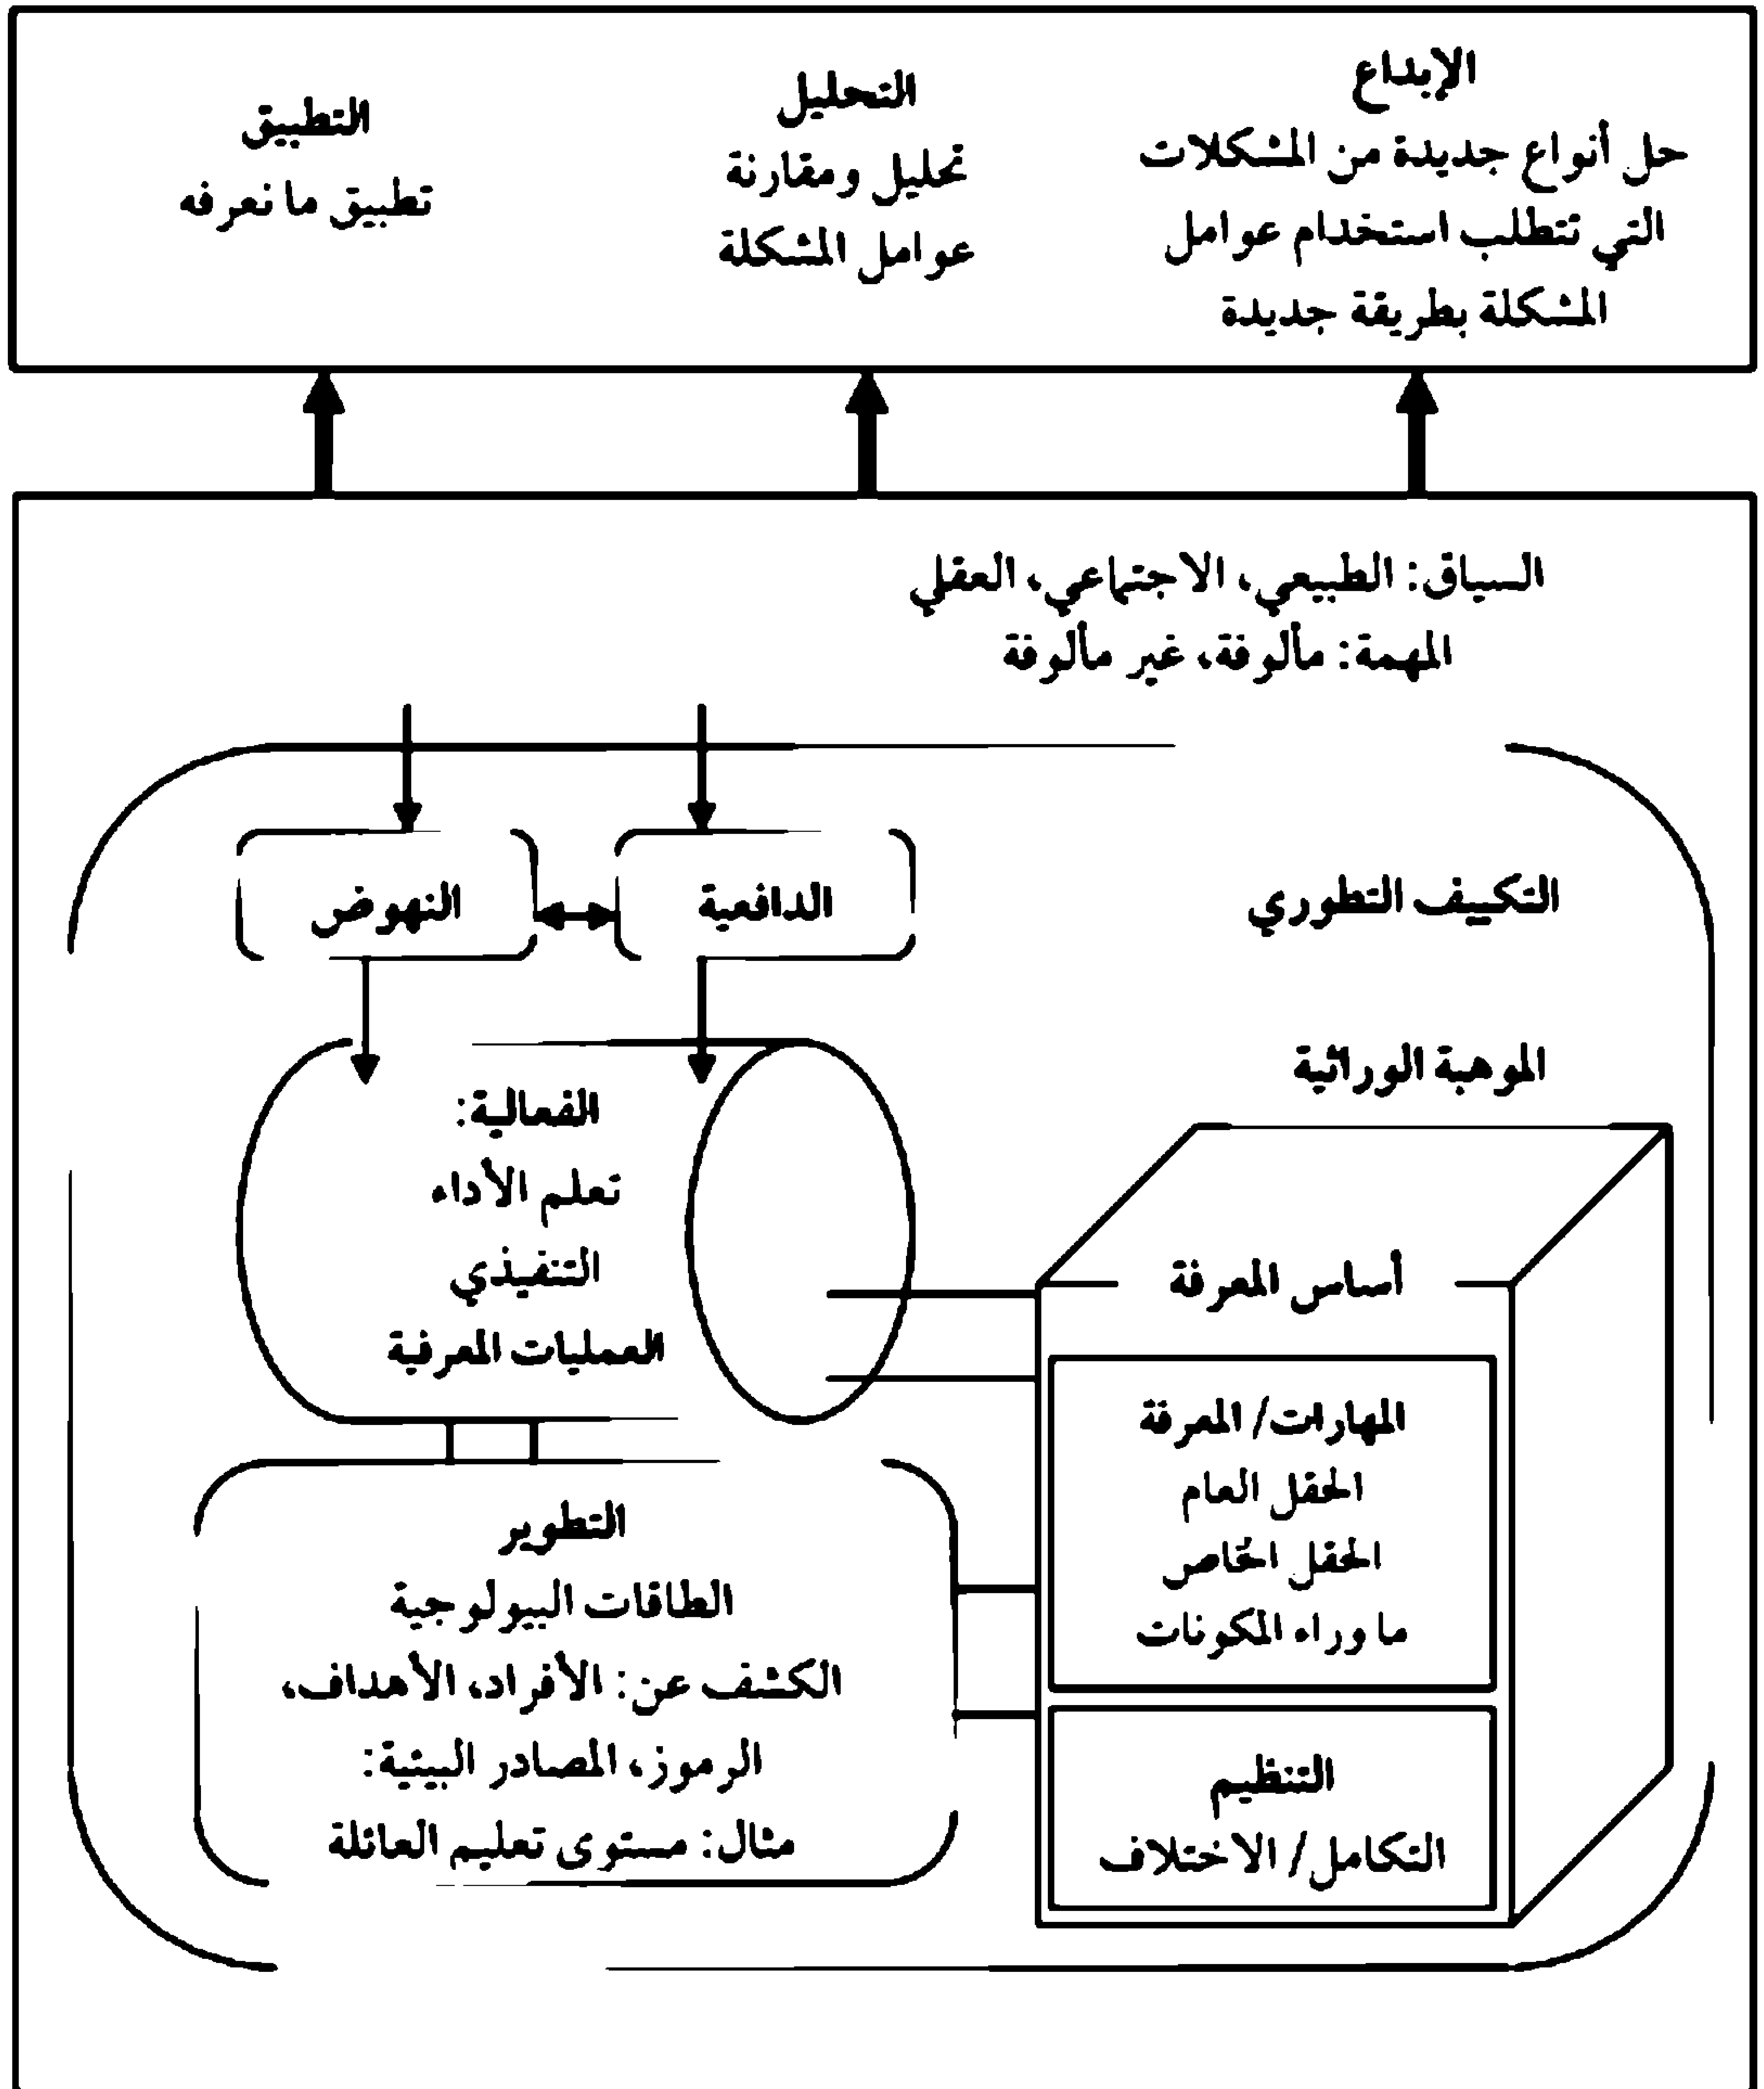 الإبداع
حل أنواع جديدة من المشكلات
التي تتطلب استخدام عوامل
المشكلة بطريقة جديدة
التحليل
تحليل ومقارنة
عوامل المشكلة
التطبيق
تطبيق ما نعرفه
السياق: الطبيعي، الاجتماعي، العقلي
المهمة: مألوفة، غير مألوفة
التكييف التطوري
الدافعية
النهوض
الموهبة الوراثية
الفعالية:
تعلم الأداء
التنفيذي
العمليات المعرفية
أساس المعرفة
المهارات/ المعرفة
الحقل العام
الحقل الخاص
ما وراء المكونات
التنظيم
التكامل/ الاختلاف
التطوير
الطاقات البيولوجية
الكشف عن: الأفراد، الأهداف،
الرموز، المصادر البيئية:
مثال: مستوى تعليم العائلة